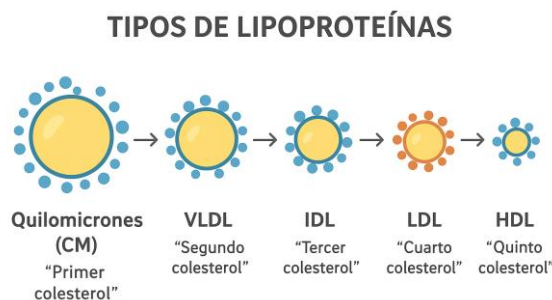 TIPOS DE LIPOPROTEÍNAS
Quilomicrones
(CM)
“Primer
colesterol”
VLDL
“Segundo
colesterol”
IDL
“Tercer
colesterol”
LDL
“Cuarto
colesterol”
HDL
“Quinto
colesterol”